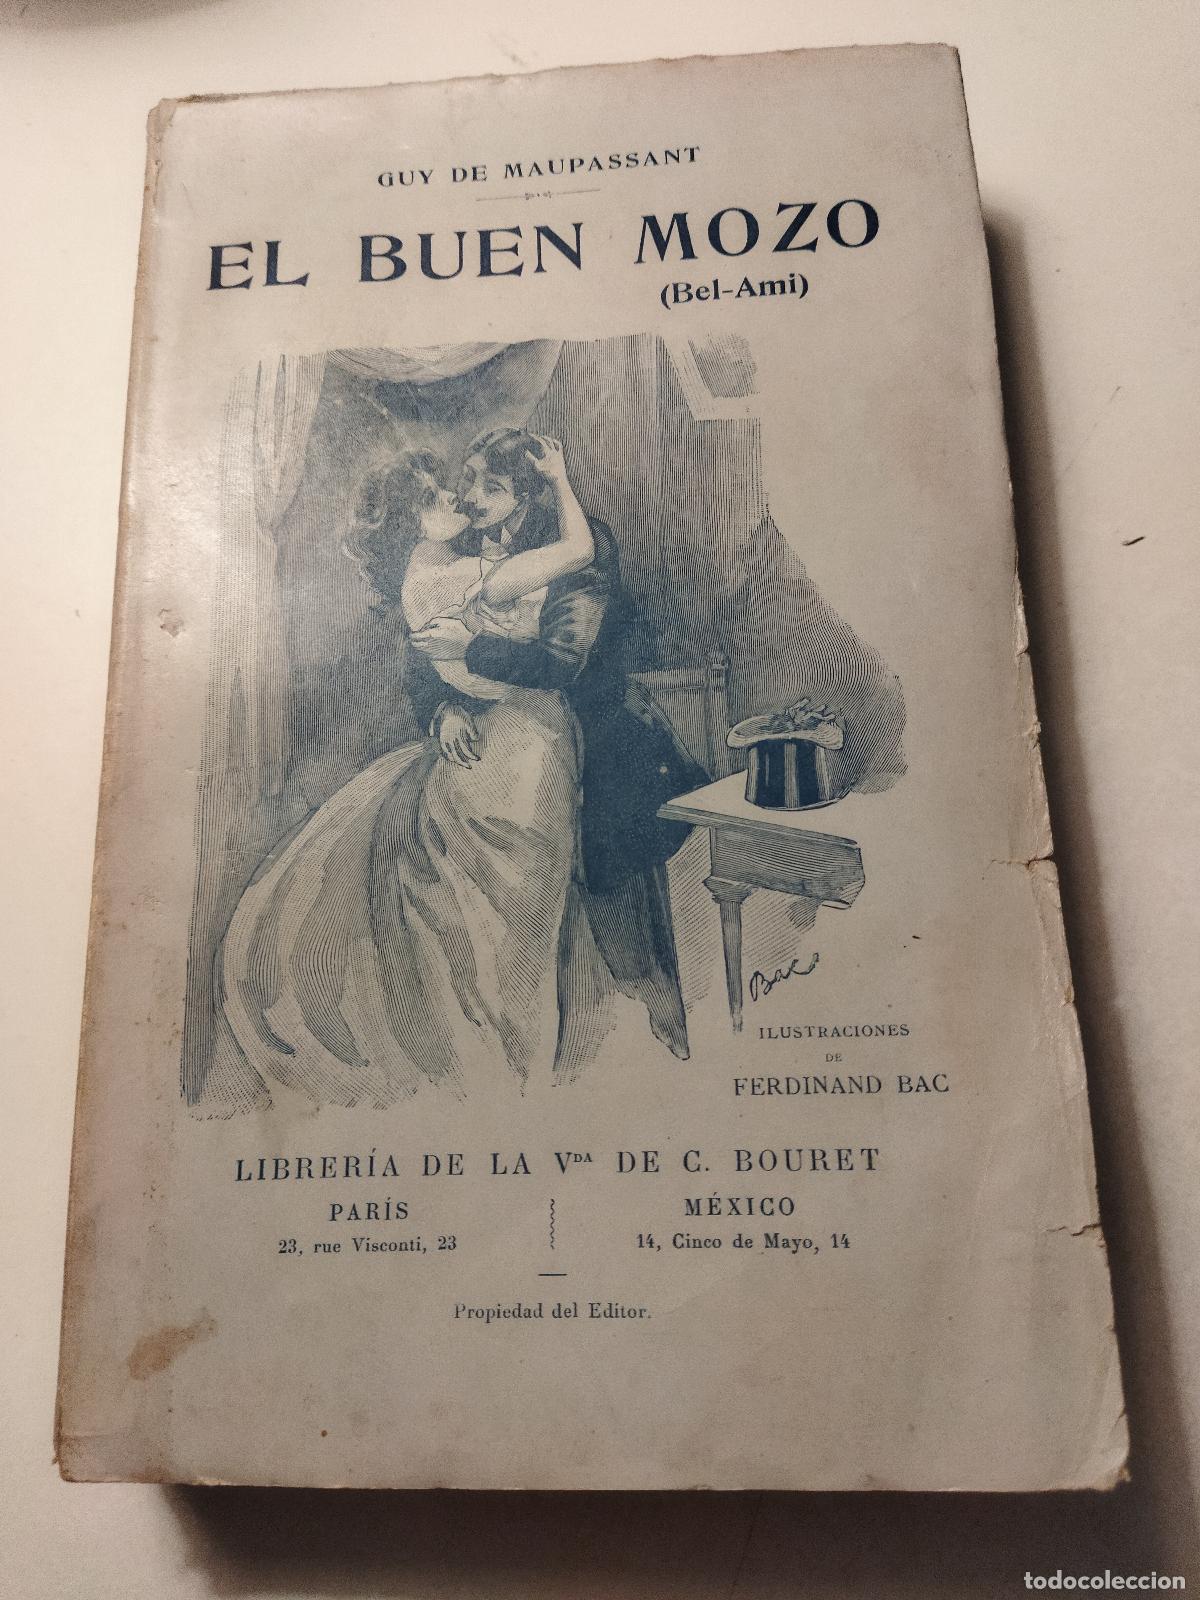 GUY DE MAUPASSANT
EL BUEN MOZO
(Bel-Ami)
Bac
ILUSTRACIONES
DE
FERDINAND BAC
LIBRERÍA DE LA VDA DE C. BOURET
PARÍS
23, rue Visconti, 23
MÉXICO
14, Cinco de Mayo, 14
Propiedad del Editor.
todocoleccion